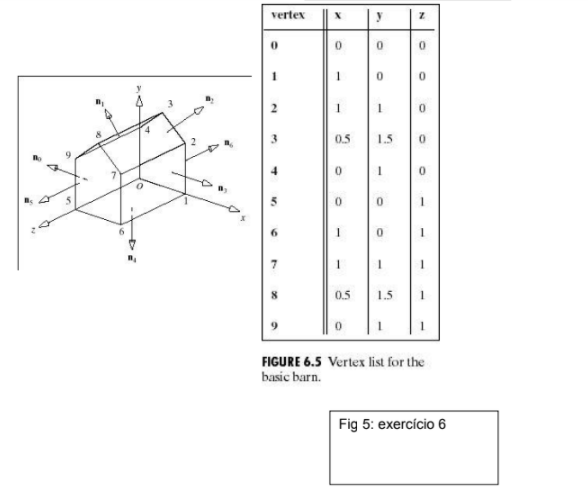 y
n1
3
n2
8
4
2
n6
9
n0
7
O
n3
n5
5
1
x
z
6
n4
vertex x y z
0 0 0 0
1 1 0 0
2 1 1 0
3 0.5 1.5 0
4 0 1 0
5 0 0 1
6 1 0 1
7 1 1 1
8 0.5 1.5 1
9 0 1 1
FIGURE 6.5 Vertex list for the
basic barn.
Fig 5: exercício 6